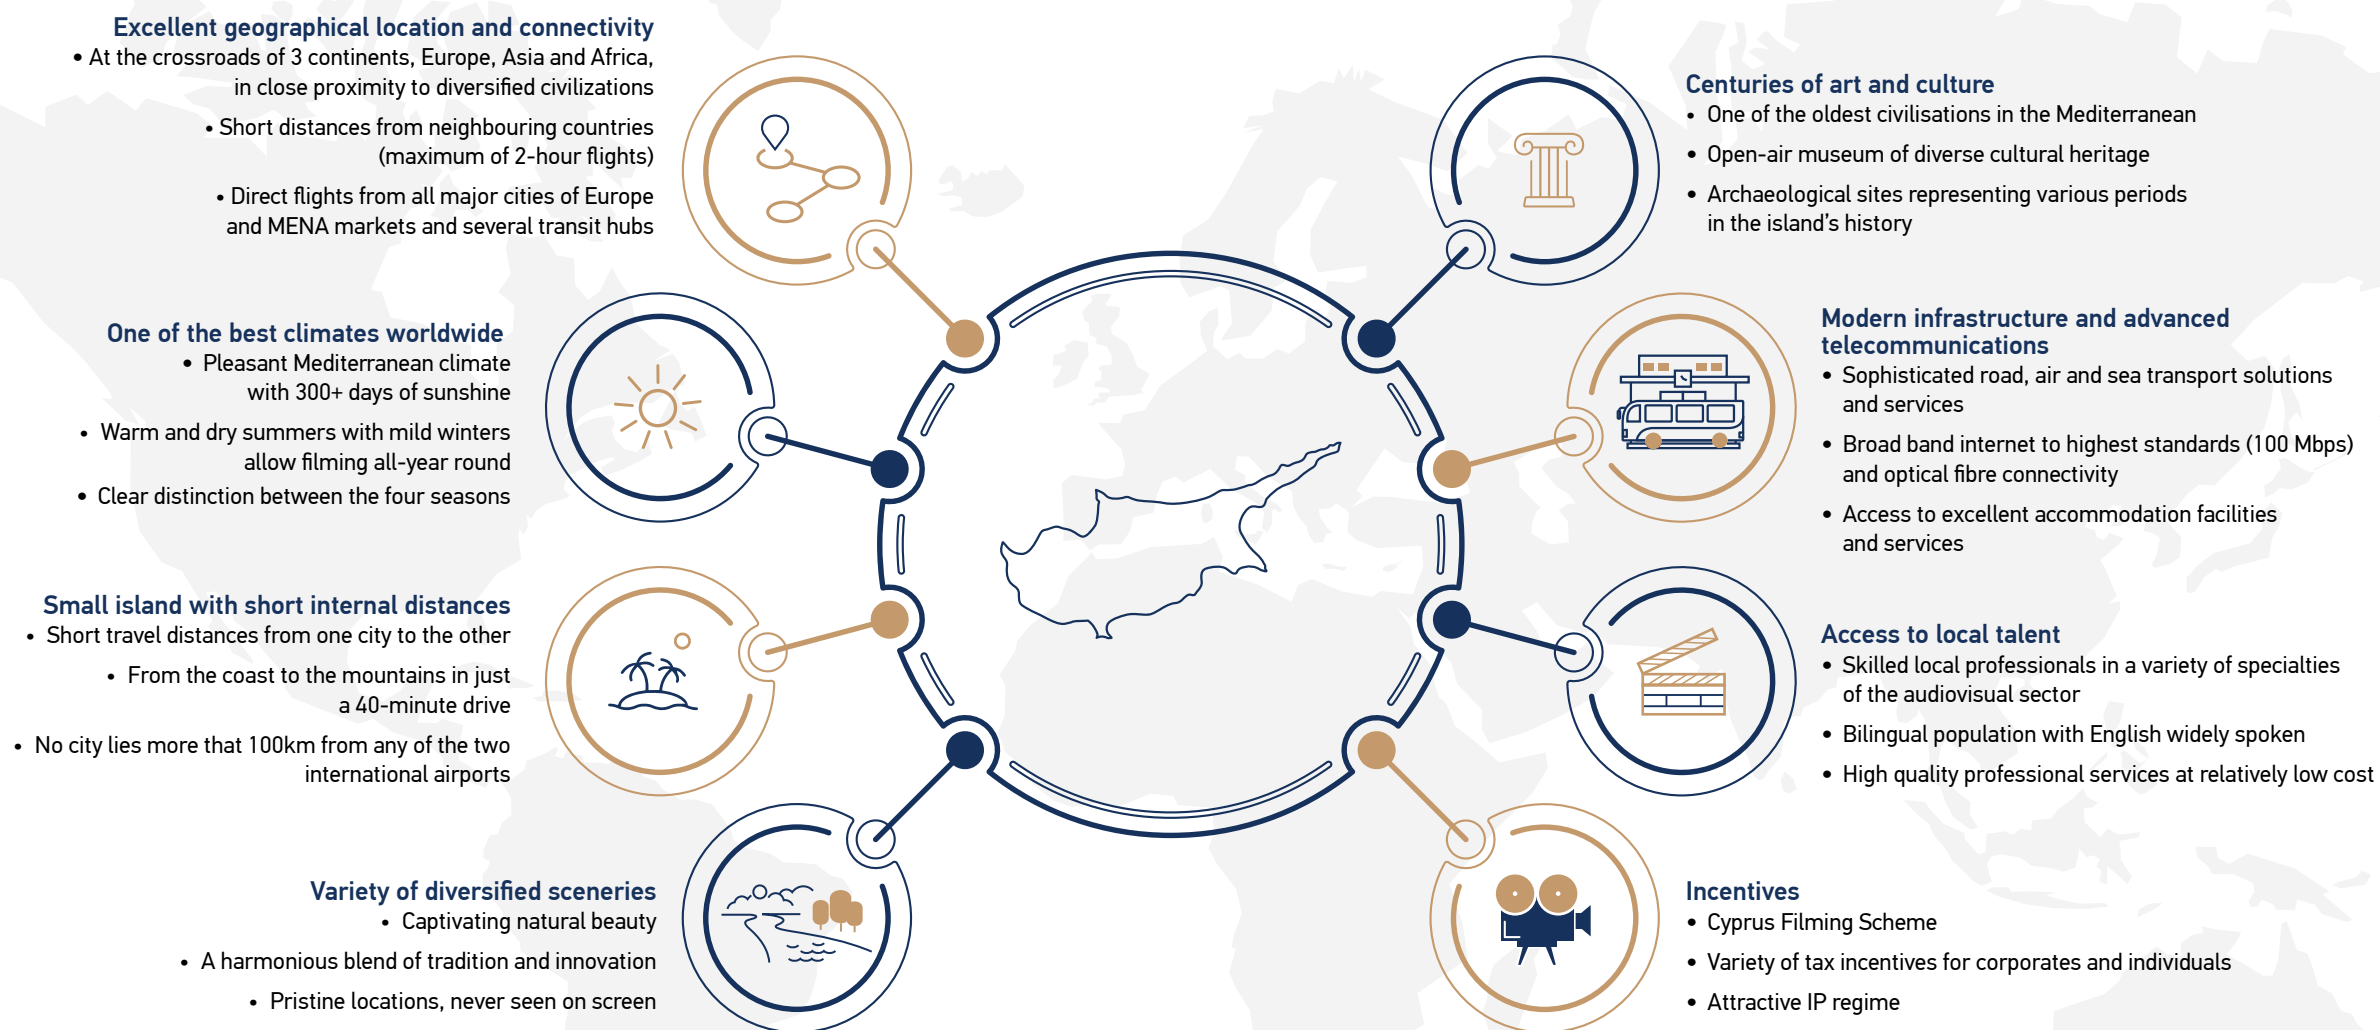 Excellent geographical location and connectivity
• At the crossroads of 3 continents, Europe, Asia and Africa,
in close proximity to diversified civilizations
• Short distances from neighbouring countries
(maximum of 2-hour flights)
• Direct flights from all major cities of Europe
and MENA markets and several transit hubs
One of the best climates worldwide
• Pleasant Mediterranean climate
with 300+ days of sunshine
• Warm and dry summers with mild winters
allow filming all-year round
• Clear distinction between the four seasons
Small island with short internal distances
• Short travel distances from one city to the other
• From the coast to the mountains in just
a 40-minute drive
• No city lies more that 100km from any of the two
international airports
Variety of diversified sceneries
• Captivating natural beauty
• A harmonious blend of tradition and innovation
• Pristine locations, never seen on screen
Centuries of art and culture
• One of the oldest civilisations in the Mediterranean
• Open-air museum of diverse cultural heritage
• Archaeological sites representing various periods
in the island's history
Modern infrastructure and advanced
telecommunications
• Sophisticated road, air and sea transport solutions
and services
• Broad band internet to highest standards (100 Mbps)
and optical fibre connectivity
• Access to excellent accommodation facilities
and services
Access to local talent
• Skilled local professionals in a variety of specialties
of the audiovisual sector
• Bilingual population with English widely spoken
• High quality professional services at relatively low cost
Incentives
• Cyprus Filming Scheme
• Variety of tax incentives for corporates and individuals
• Attractive IP regime